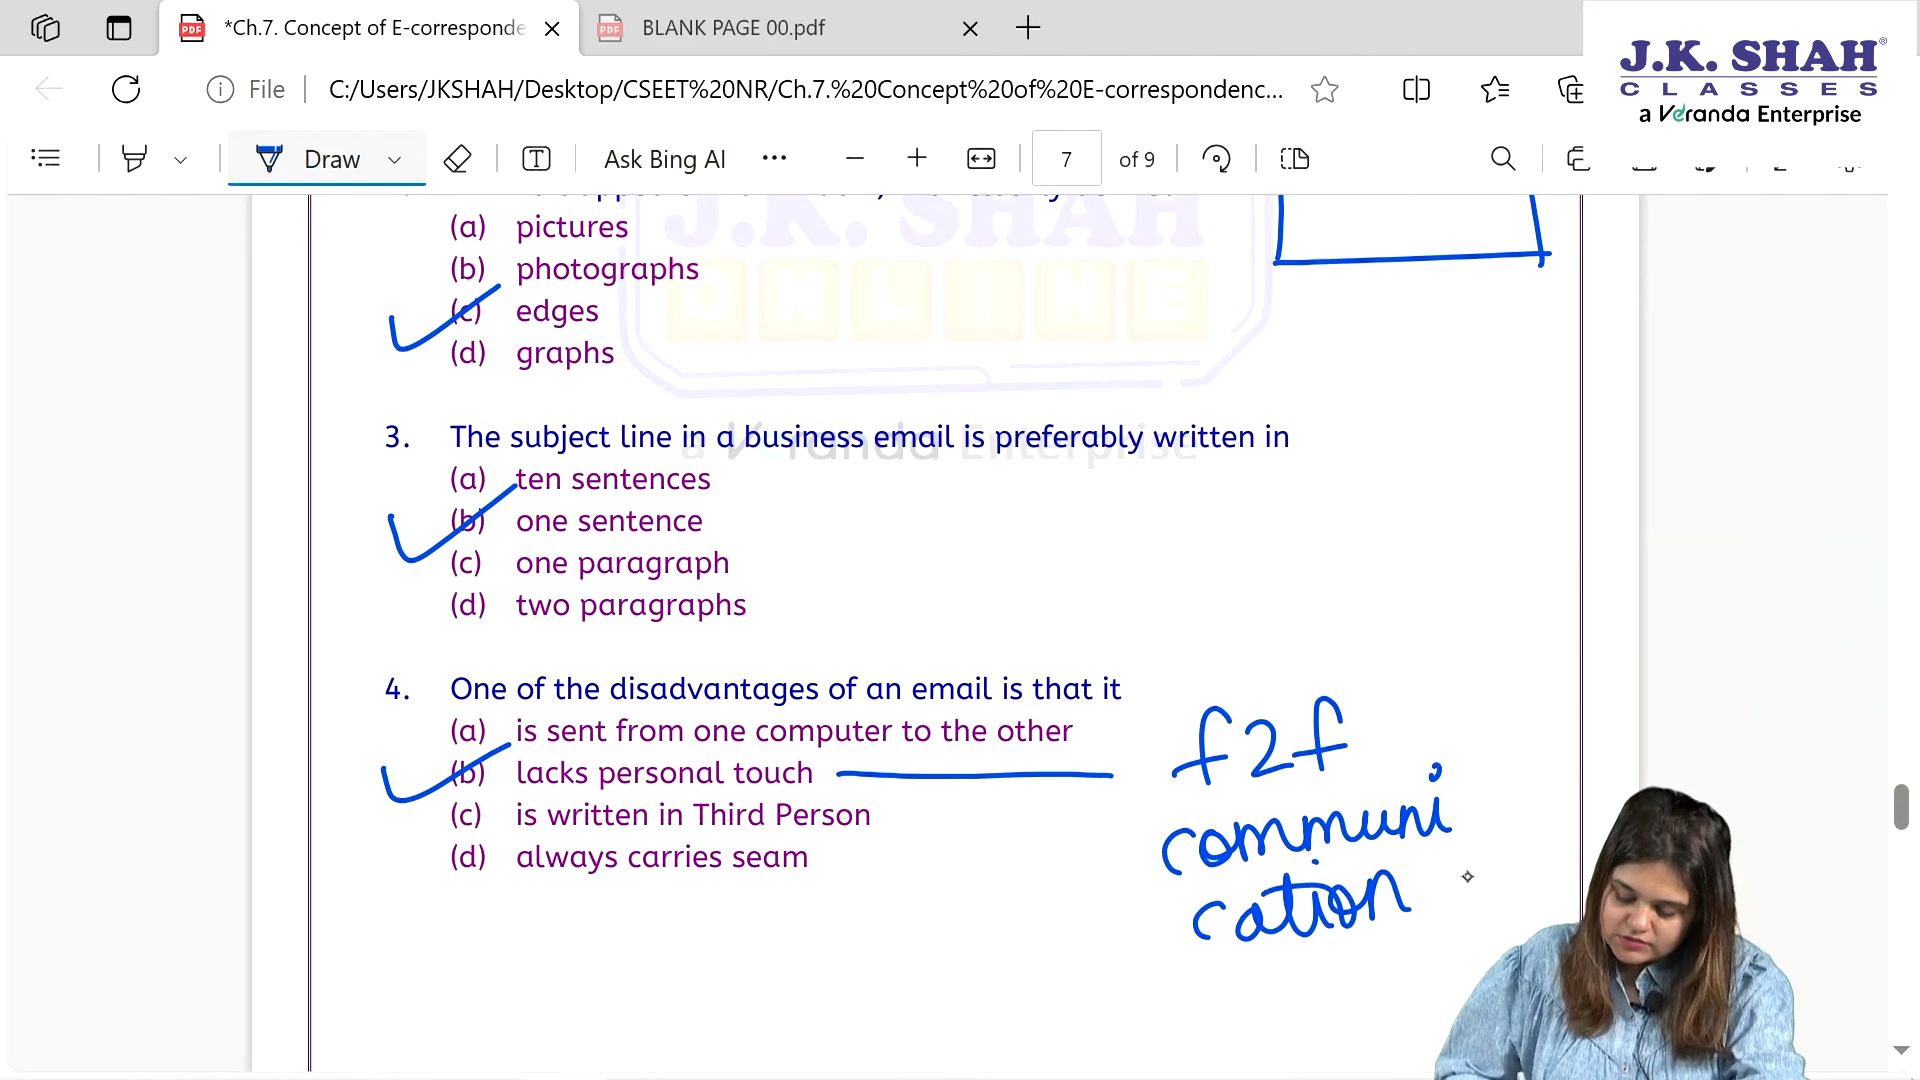 *Ch.7. Concept of E-corresponde
BLANK PAGE 00.pdf
File
C:/Users/JKSHAH/Desktop/CSEET%20NR/Ch.7.%20Concept%20of%20E-correspondenc...
J.K. SHAH®
CLASSES
a Veranda Enterprise
Draw
Ask Bing AI
7
of 9
J.K. SHAH
ONLINE
a Veranda Enterprise
(a) pictures
(b) photographs
(c) edges
(d) graphs
3. The subject line in a business email is preferably written in
(a) ten sentences
(b) one sentence
(c) one paragraph
(d) two paragraphs
4. One of the disadvantages of an email is that it
(a) is sent from one computer to the other
(b) lacks personal touch
(c) is written in Third Person
(d) always carries seam
f2f
communi
cation